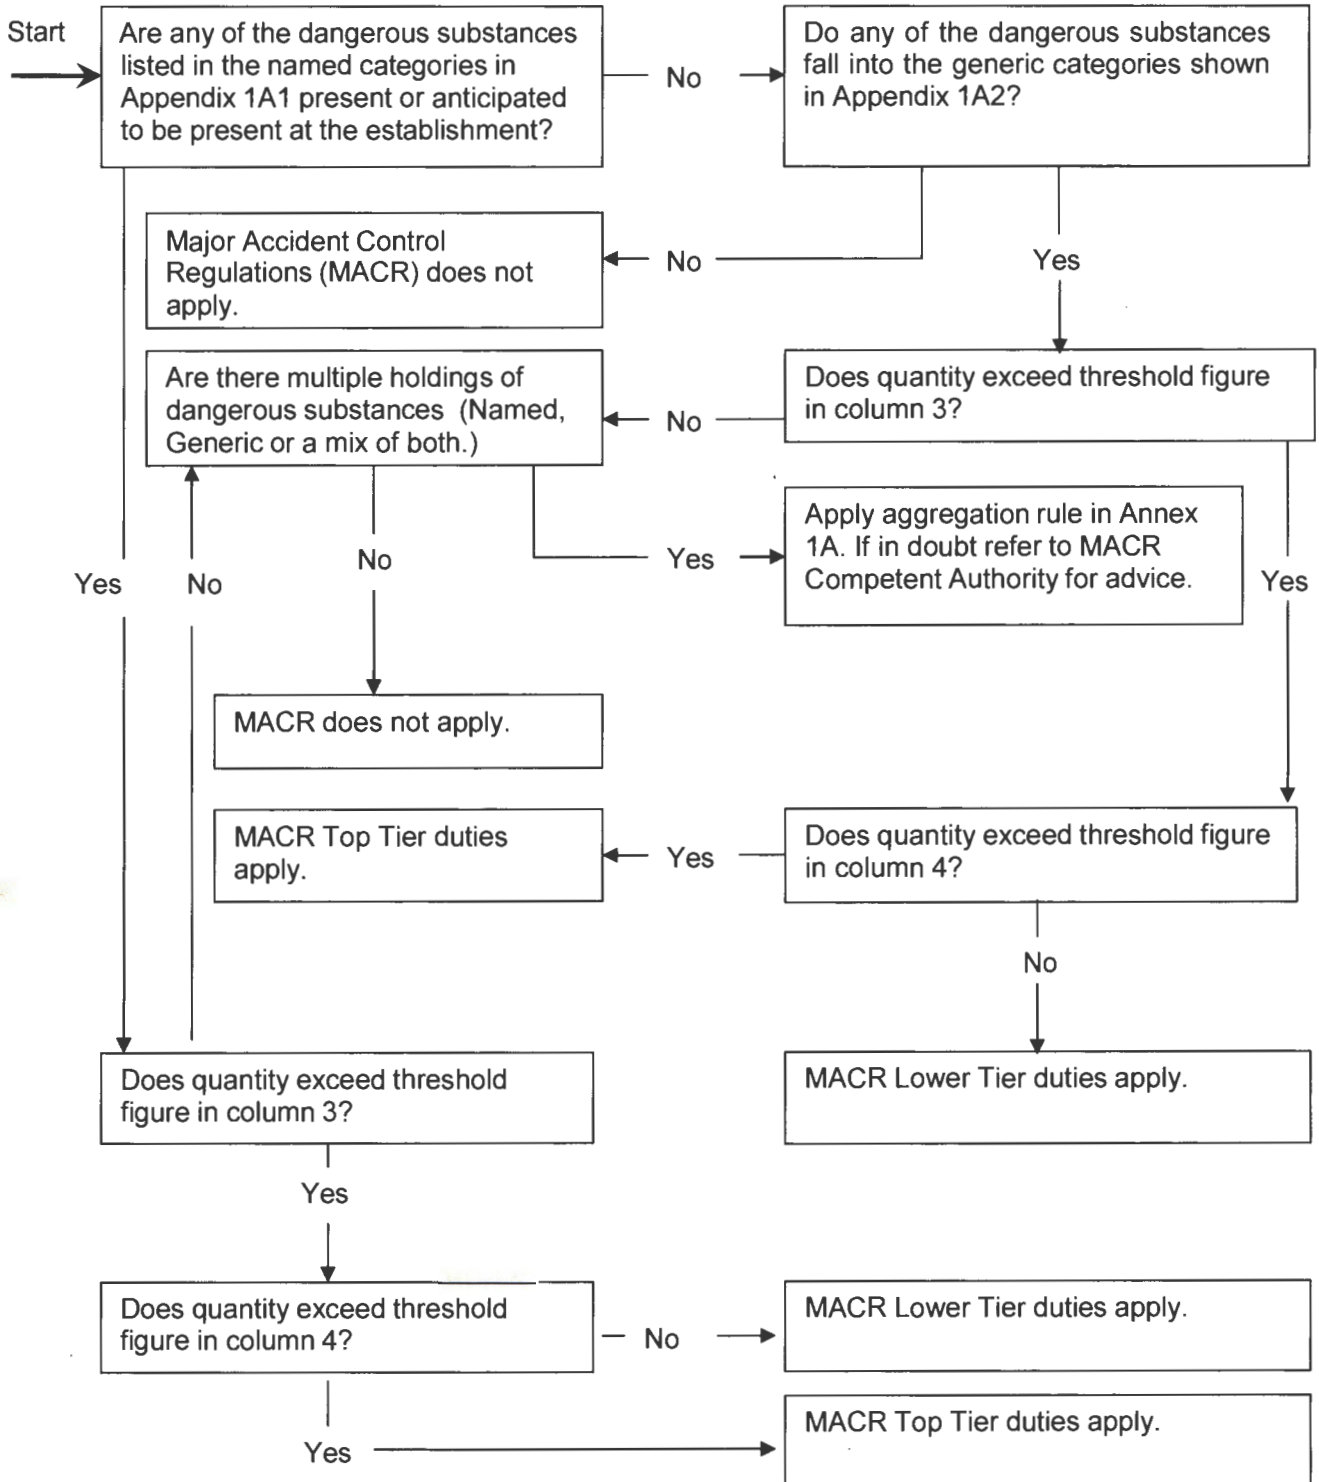 Start
Are any of the dangerous substances
listed in the named categories in
Appendix 1A1 present or anticipated
to be present at the establishment?
No
Do any of the dangerous substances
fall into the generic categories shown
in Appendix 1A2?
Major Accident Control
Regulations (MACR) does not
apply.
No
Yes
Are there multiple holdings of
dangerous substances (Named,
Generic or a mix of both.)
No
Does quantity exceed threshold figure
in column 3?
Yes
No
No
Yes
Apply aggregation rule in Annex
1A. If in doubt refer to MACR
Competent Authority for advice.
Yes
MACR does not apply.
MACR Top Tier duties
apply.
Yes
Does quantity exceed threshold figure
in column 4?
No
Does quantity exceed threshold
figure in column 3?
MACR Lower Tier duties apply.
Yes
Does quantity exceed threshold
figure in column 4?
No
MACR Lower Tier duties apply.
Yes
MACR Top Tier duties apply.